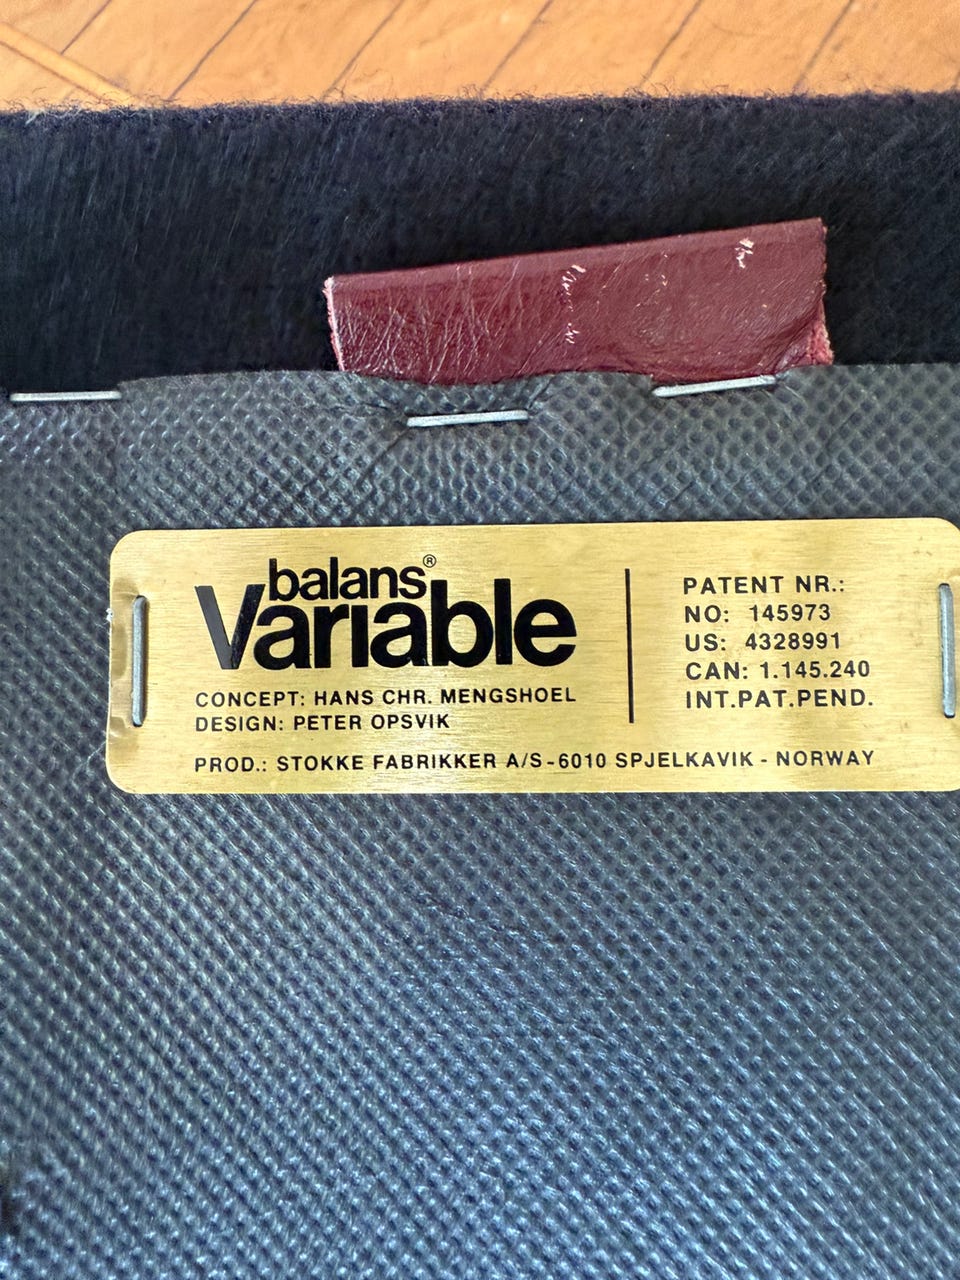 balans®
Variable
CONCEPT: HANS CHR. MENGSHOEL
DESIGN: PETER OPSVIK
PROD.: STOKKE FABRIKKER A/S-6010 SPJELKAVIK - NORWAY
PATENT NR.:
NO: 145973
US: 4328991
CAN: 1.145.240
INT.PAT.PEND.